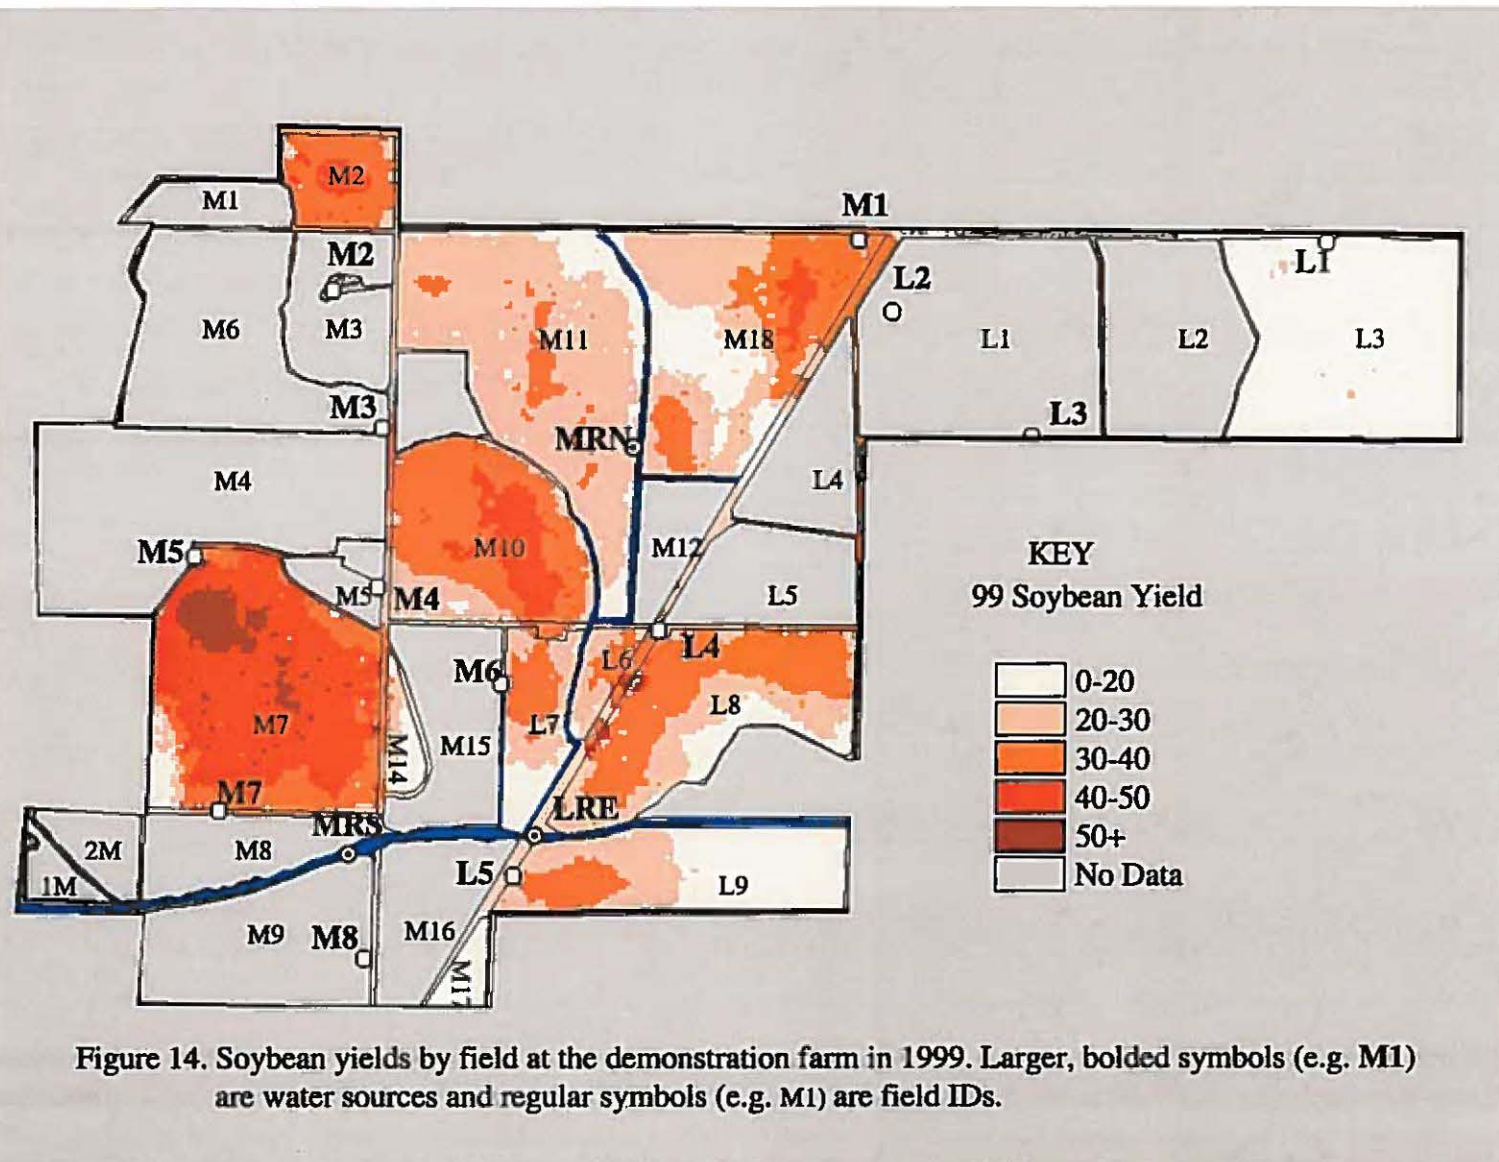 M2
M1
M1
M2
L2
L1
M6
M3
M11
M18
L1
L2
L3
M3
L3
MRN
M4
L4
M10
M12
M5
M5
M4
L5
KEY
99 Soybean Yield
L6
L4
M6
L8
M7
L7
M15
M14
0-20
20-30
30-40
40-50
50+
No Data
M7
MRS
LRE
2M
M8
1M
L5
L9
M9
M8
M16
M17
Figure 14. Soybean yields by field at the demonstration farm in 1999. Larger, bolded symbols (e.g. M1)
are water sources and regular symbols (e.g. M1) are field IDs.